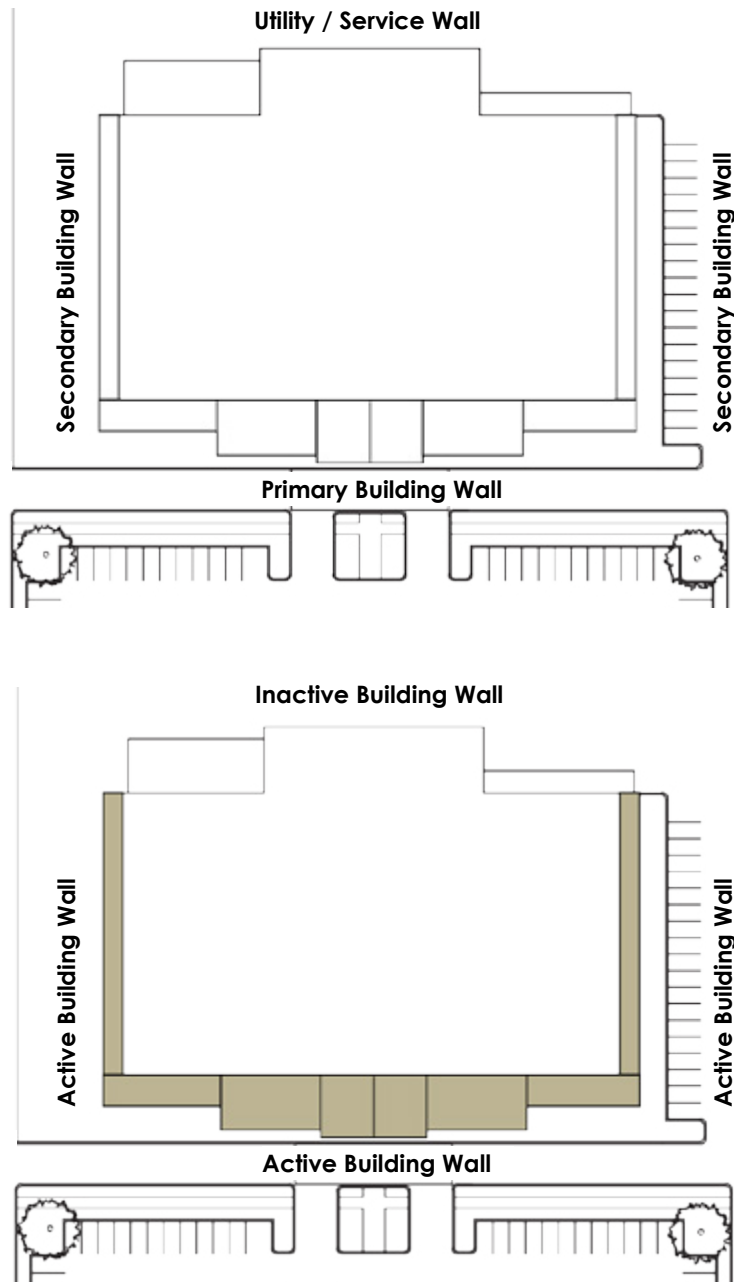 Utility / Service Wall
Secondary Building Wall
Secondary Building Wall
Primary Building Wall
Inactive Building Wall
Active Building Wall
Active Building Wall
Active Building Wall